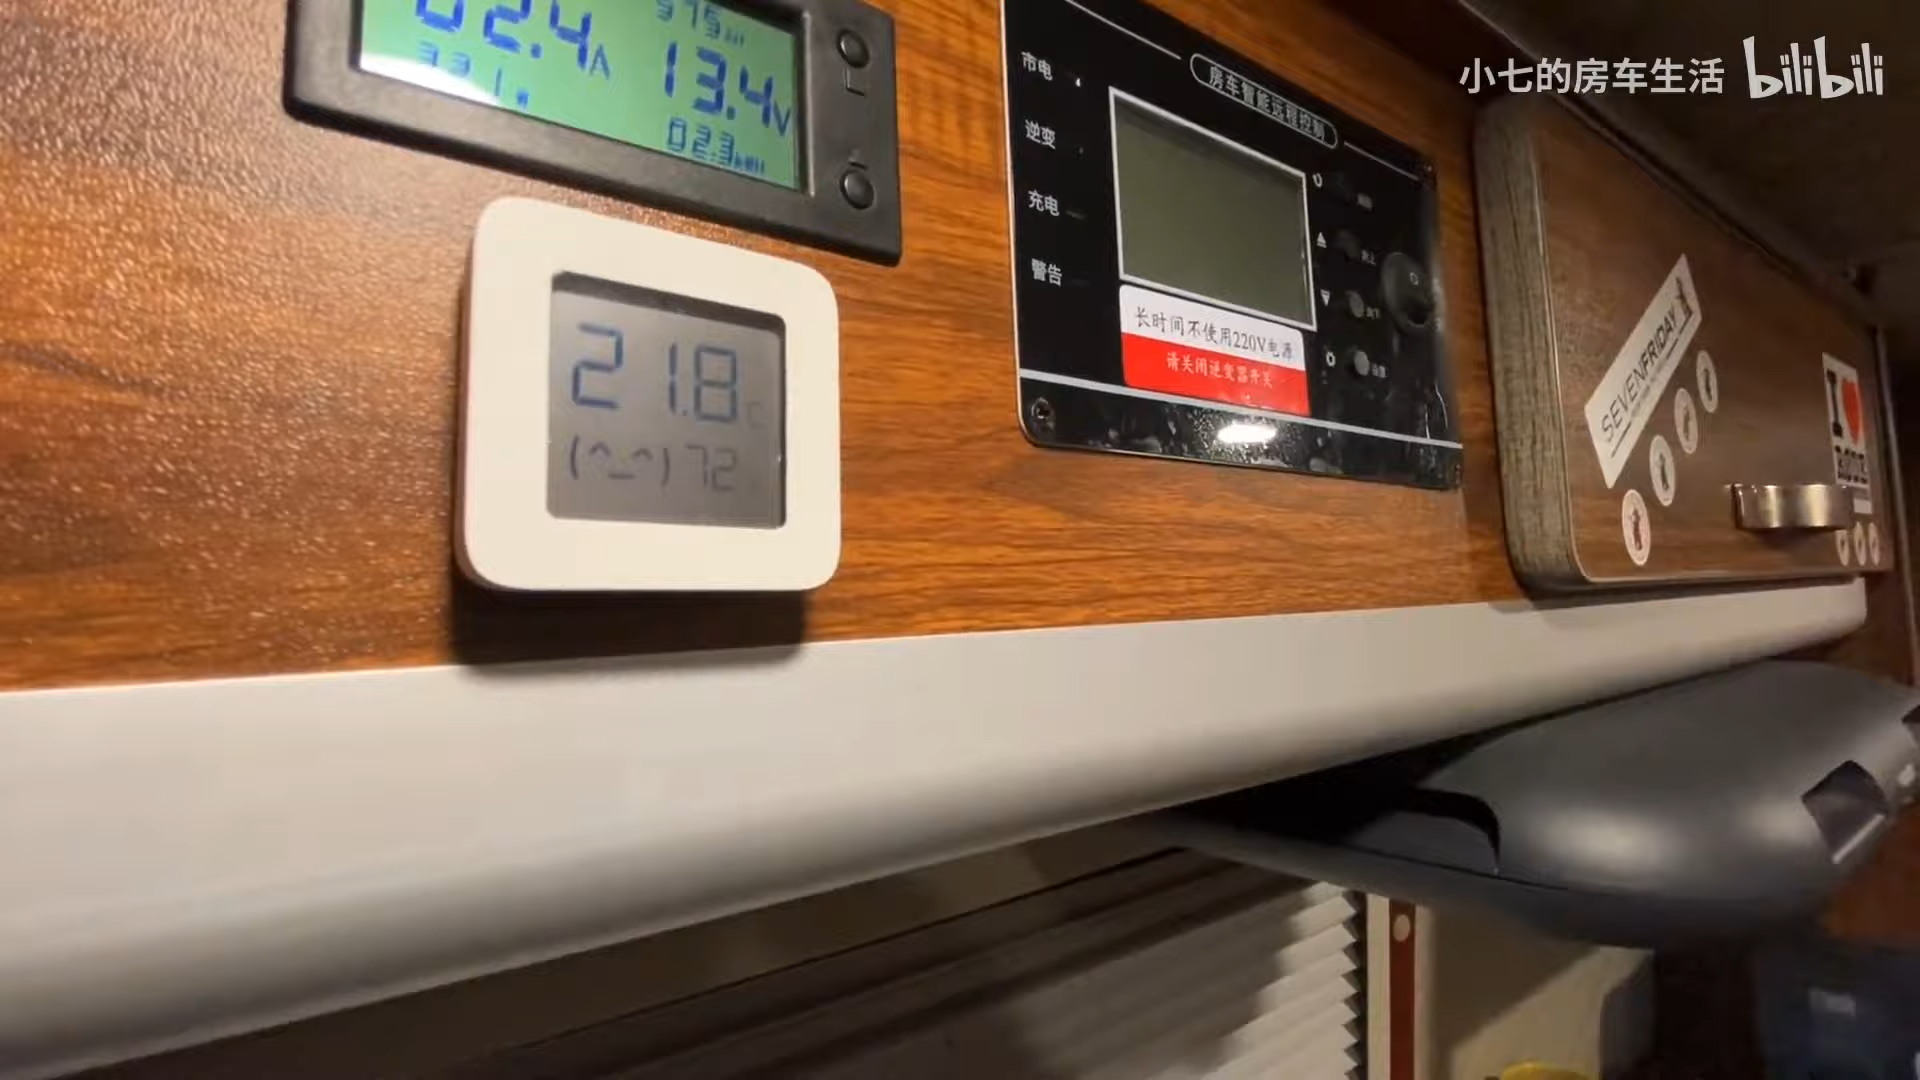 小七的房车生活 bilibili
02.4A
13.4V
房车智能远程控制
市电
逆变
充电
警告
长时间不使用220V电源
请关闭逆变器开关
21.8
(^_^) 72
SEVENFRIDAY
I